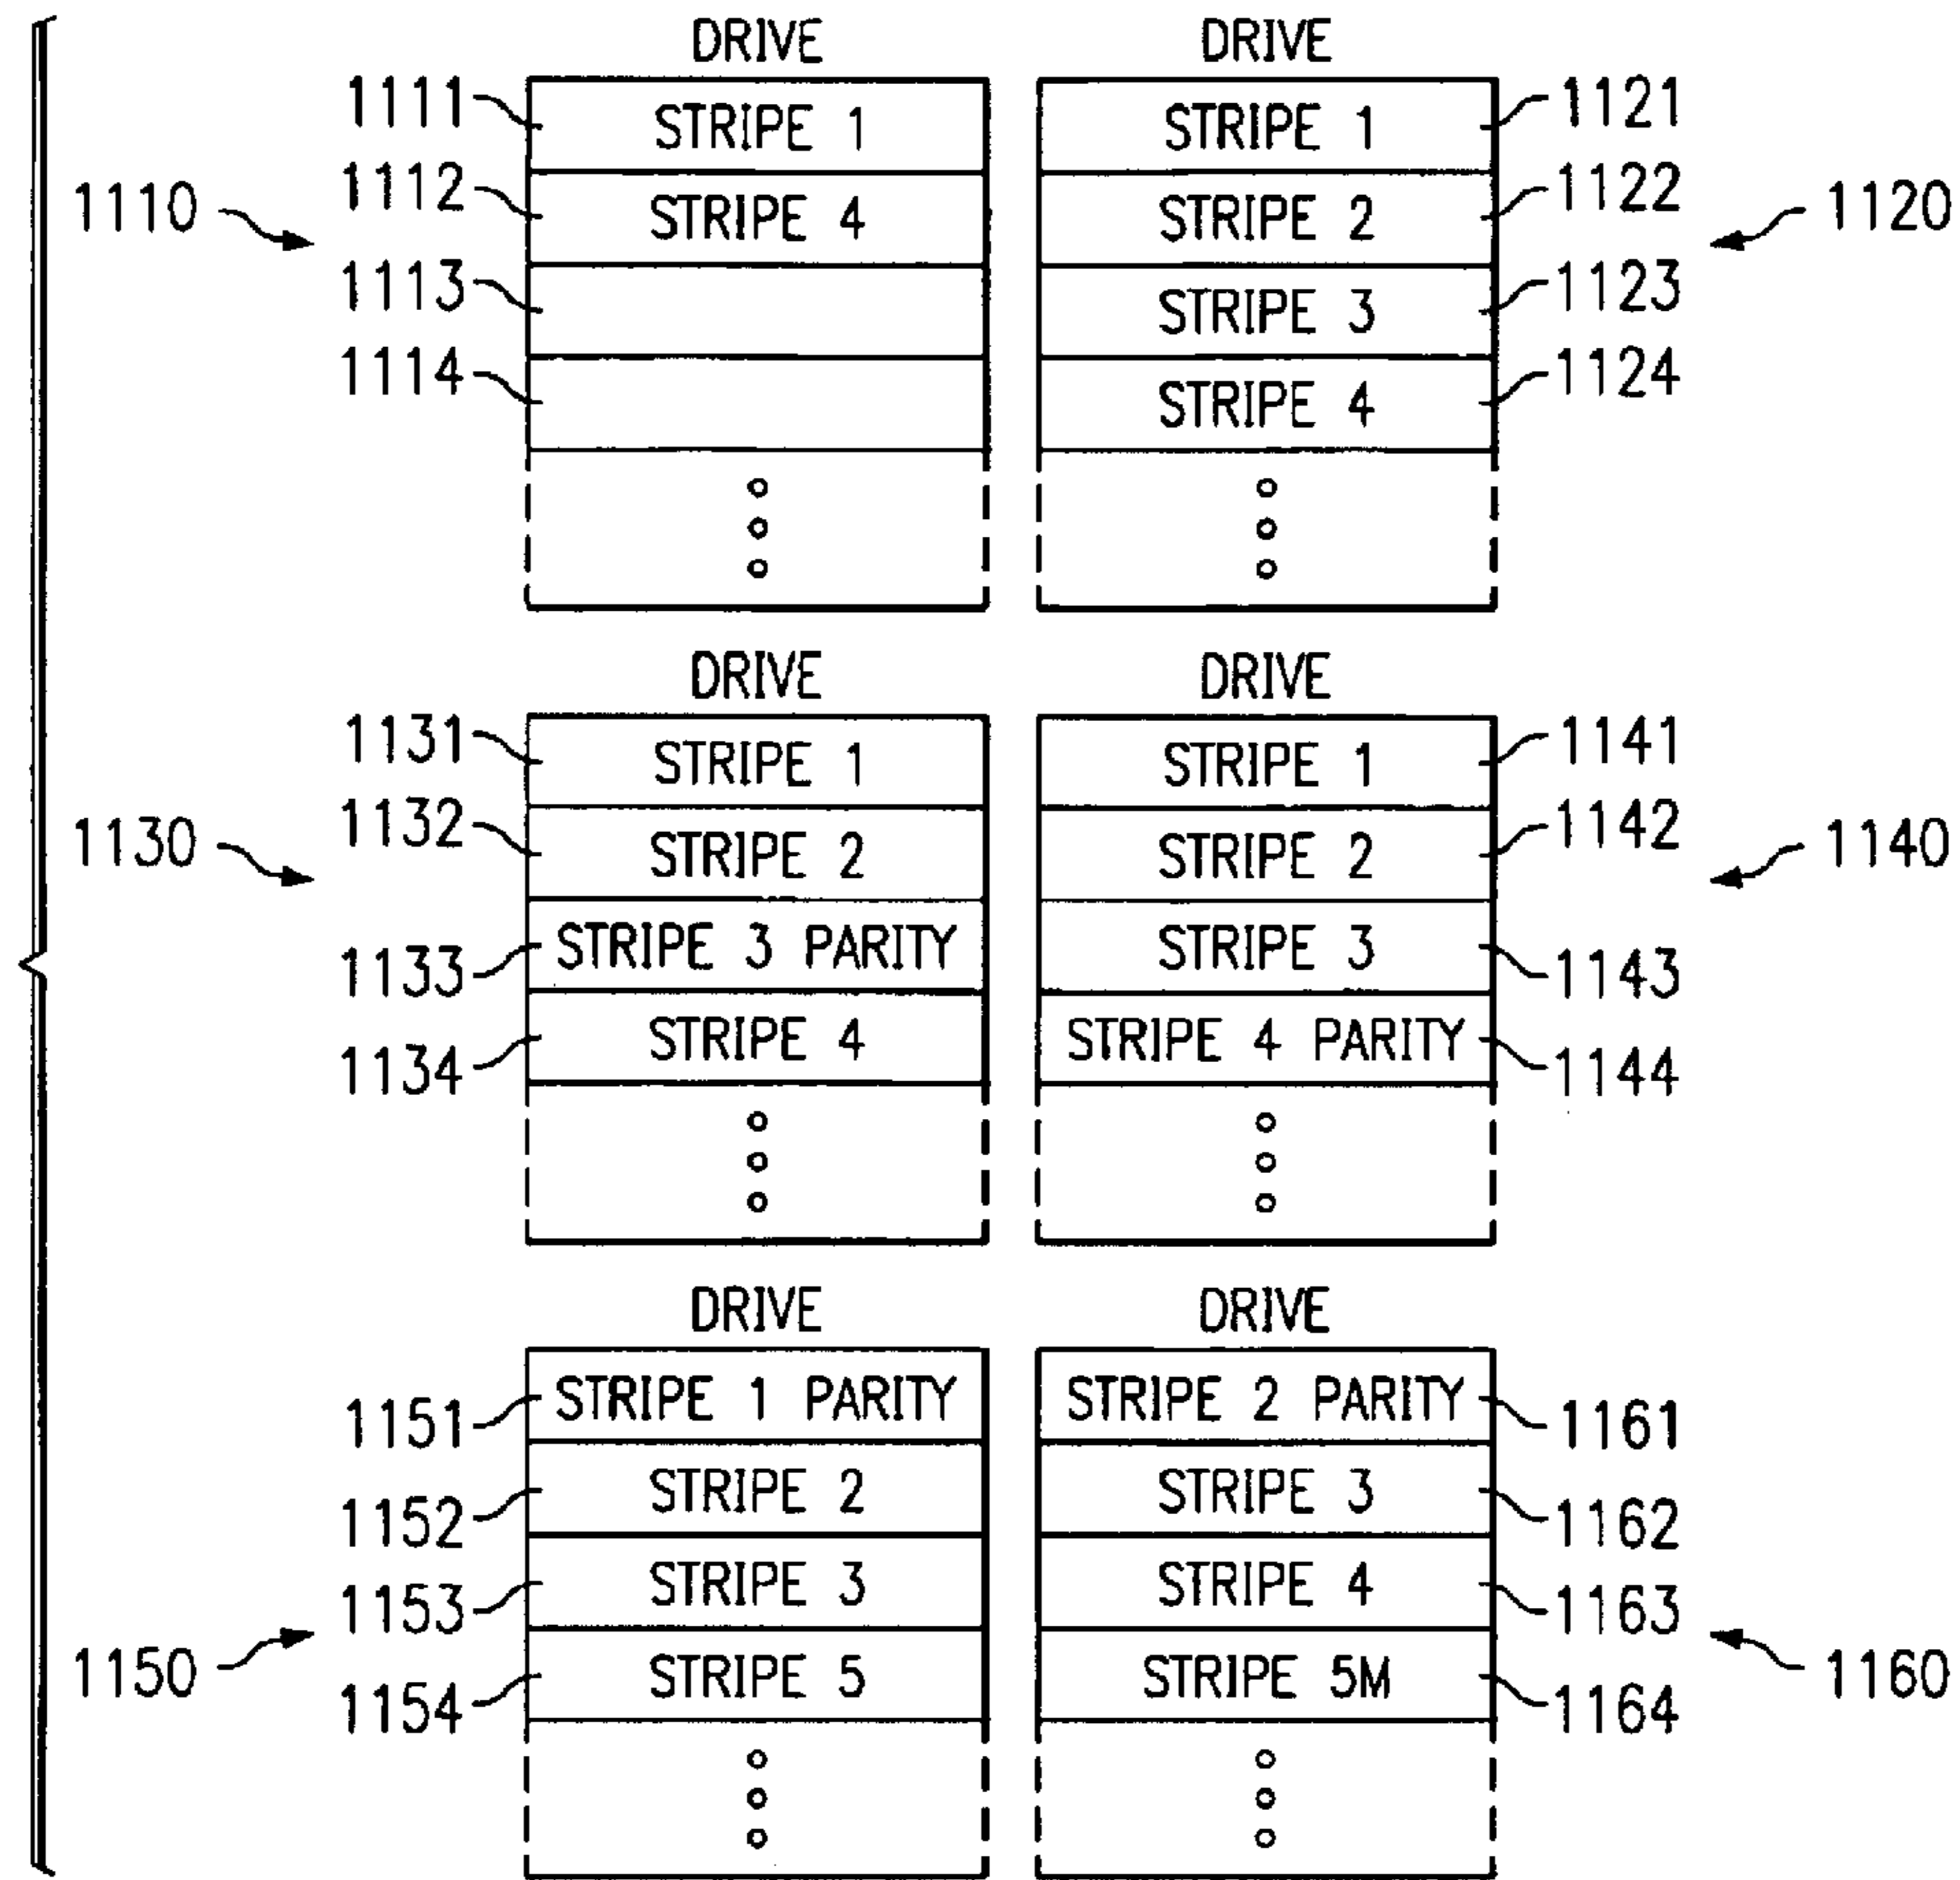 DRIVE DRIVE
1111 STRIPE 1 STRIPE 1 1121
1112 STRIPE 4 STRIPE 2 1122
1110 1120
1113 STRIPE 3 1123
1114 STRIPE 4 1124
DRIVE DRIVE
1131 STRIPE 1 STRIPE 1 1141
1132 STRIPE 2 STRIPE 2 1142
1130 1140
1133 STRIPE 3 PARITY STRIPE 3 1143
1134 STRIPE 4 STRIPE 4 PARITY 1144
DRIVE DRIVE
1151 STRIPE 1 PARITY STRIPE 2 PARITY 1161
1152 STRIPE 2 STRIPE 3 1162
1153 STRIPE 3 STRIPE 4 1163
1150 1160
1154 STRIPE 5 STRIPE 5M 1164